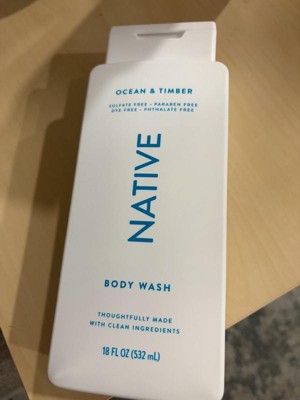 OCEAN & TIMBER
SULFATE FREE • PARABEN FREE
DYE FREE • PHTHALATE FREE
NATIVE
BODY WASH
THOUGHTFULLY MADE
WITH CLEAN INGREDIENTS
18 FL OZ (532 mL)